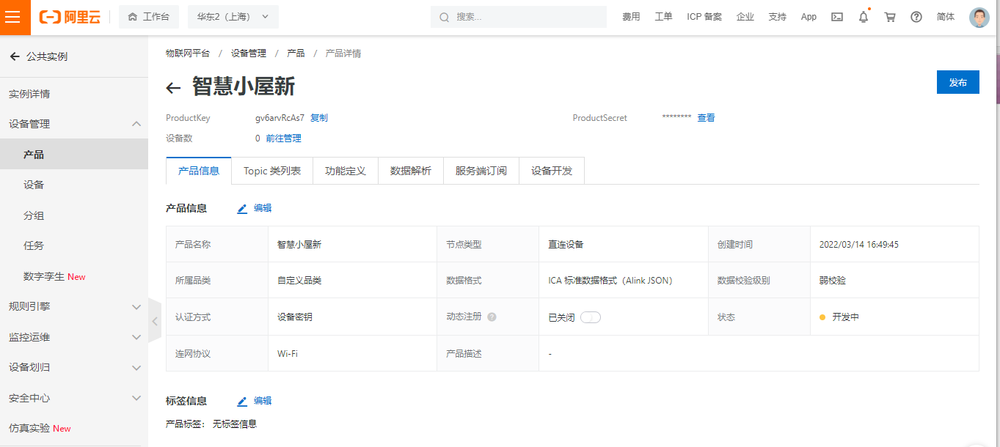 阿里云 工作台 华东2（上海） 搜索... 费用 工单 ICP 备案 企业 支持 App 简体
公共实例
实例详情
设备管理
产品
设备
分组
任务
数字孪生 New
规则引擎
监控运维
设备划归
安全中心
仿真实验 New
物联网平台 / 设备管理 / 产品 / 产品详情
智慧小屋新 发布
ProductKey gv6arvRcAs7 复制 ProductSecret ******** 查看
设备数 0 前往管理
产品信息 Topic 类列表 功能定义 数据解析 服务端订阅 设备开发
产品信息 编辑
产品名称 智慧小屋新 节点类型 直连设备 创建时间 2022/03/14 16:49:45
所属品类 自定义品类 数据格式 ICA 标准数据格式（Alink JSON） 数据校验级别 弱校验
认证方式 设备密钥 动态注册 已关闭 状态 开发中
连网协议 Wi-Fi 产品描述 -
标签信息 编辑
产品标签： 无标签信息